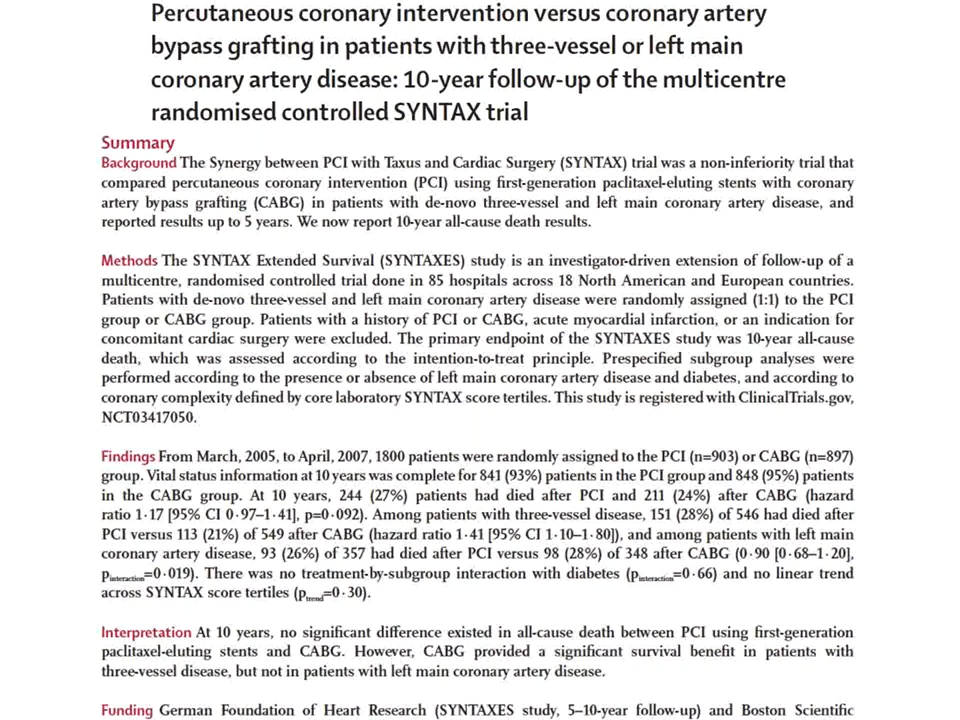 Percutaneous coronary intervention versus coronary artery
bypass grafting in patients with three-vessel or left main
coronary artery disease: 10-year follow-up of the multicentre
randomised controlled SYNTAX trial
Summary
Background The Synergy between PCI with Taxus and Cardiac Surgery (SYNTAX) trial was a non-inferiority trial that
compared percutaneous coronary intervention (PCI) using first-generation paclitaxel-eluting stents with coronary
artery bypass grafting (CABG) in patients with de-novo three-vessel and left main coronary artery disease, and
reported results up to 5 years. We now report 10-year all-cause death results.
Methods The SYNTAX Extended Survival (SYNTAXES) study is an investigator-driven extension of follow-up of a
multicentre, randomised controlled trial done in 85 hospitals across 18 North American and European countries.
Patients with de-novo three-vessel and left main coronary artery disease were randomly assigned (1:1) to the PCI
group or CABG group. Patients with a history of PCI or CABG, acute myocardial infarction, or an indication for
concomitant cardiac surgery were excluded. The primary endpoint of the SYNTAXES study was 10-year all-cause
death, which was assessed according to the intention-to-treat principle. Prespecified subgroup analyses were
performed according to the presence or absence of left main coronary artery disease and diabetes, and according to
coronary complexity defined by core laboratory SYNTAX score tertiles. This study is registered with ClinicalTrials.gov,
NCT03417050.
Findings From March, 2005, to April, 2007, 1800 patients were randomly assigned to the PCI (n=903) or CABG (n=897)
group. Vital status information at 10 years was complete for 841 (93%) patients in the PCI group and 848 (95%) patients
in the CABG group. At 10 years, 244 (27%) patients had died after PCI and 211 (24%) after CABG (hazard
ratio 1·17 [95% CI 0·97–1·41], p=0·092). Among patients with three-vessel disease, 151 (28%) of 546 had died after
PCI versus 113 (21%) of 549 after CABG (hazard ratio 1·41 [95% CI 1·10–1·80]), and among patients with left main
coronary artery disease, 93 (26%) of 357 had died after PCI versus 98 (28%) of 348 after CABG (0·90 [0·68–1·20],
pinteraction=0·019). There was no treatment-by-subgroup interaction with diabetes (pinteraction=0·66) and no linear trend
across SYNTAX score tertiles (ptrend=0·30).
Interpretation At 10 years, no significant difference existed in all-cause death between PCI using first-generation
paclitaxel-eluting stents and CABG. However, CABG provided a significant survival benefit in patients with
three-vessel disease, but not in patients with left main coronary artery disease.
Funding German Foundation of Heart Research (SYNTAXES study, 5–10-year follow-up) and Boston Scientific